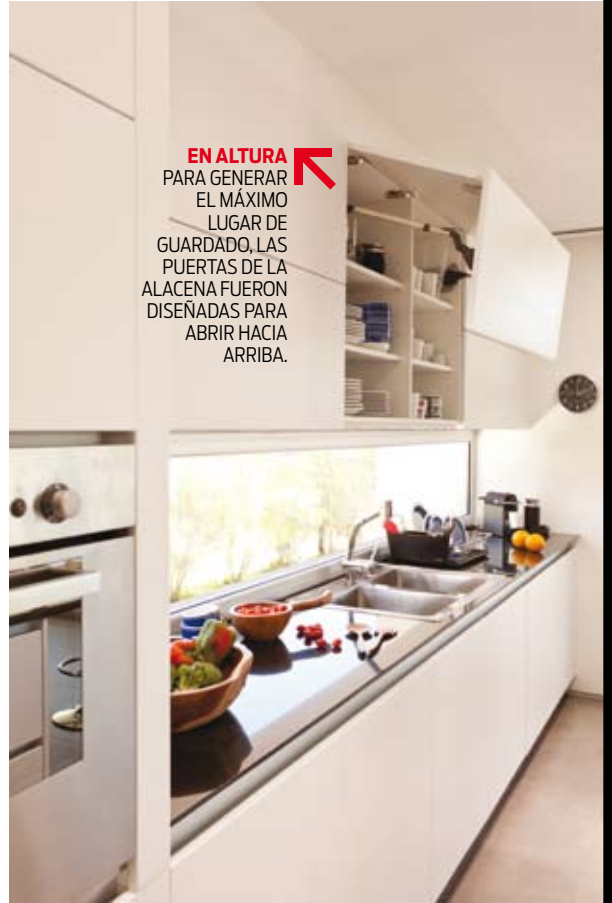 EN ALTURA
PARA GENERAR
EL MÁXIMO
LUGAR DE
GUARDADO, LAS
PUERTAS DE LA
ALACENA FUERON
DISEÑADAS PARA
ABRIR HACIA
ARRIBA.